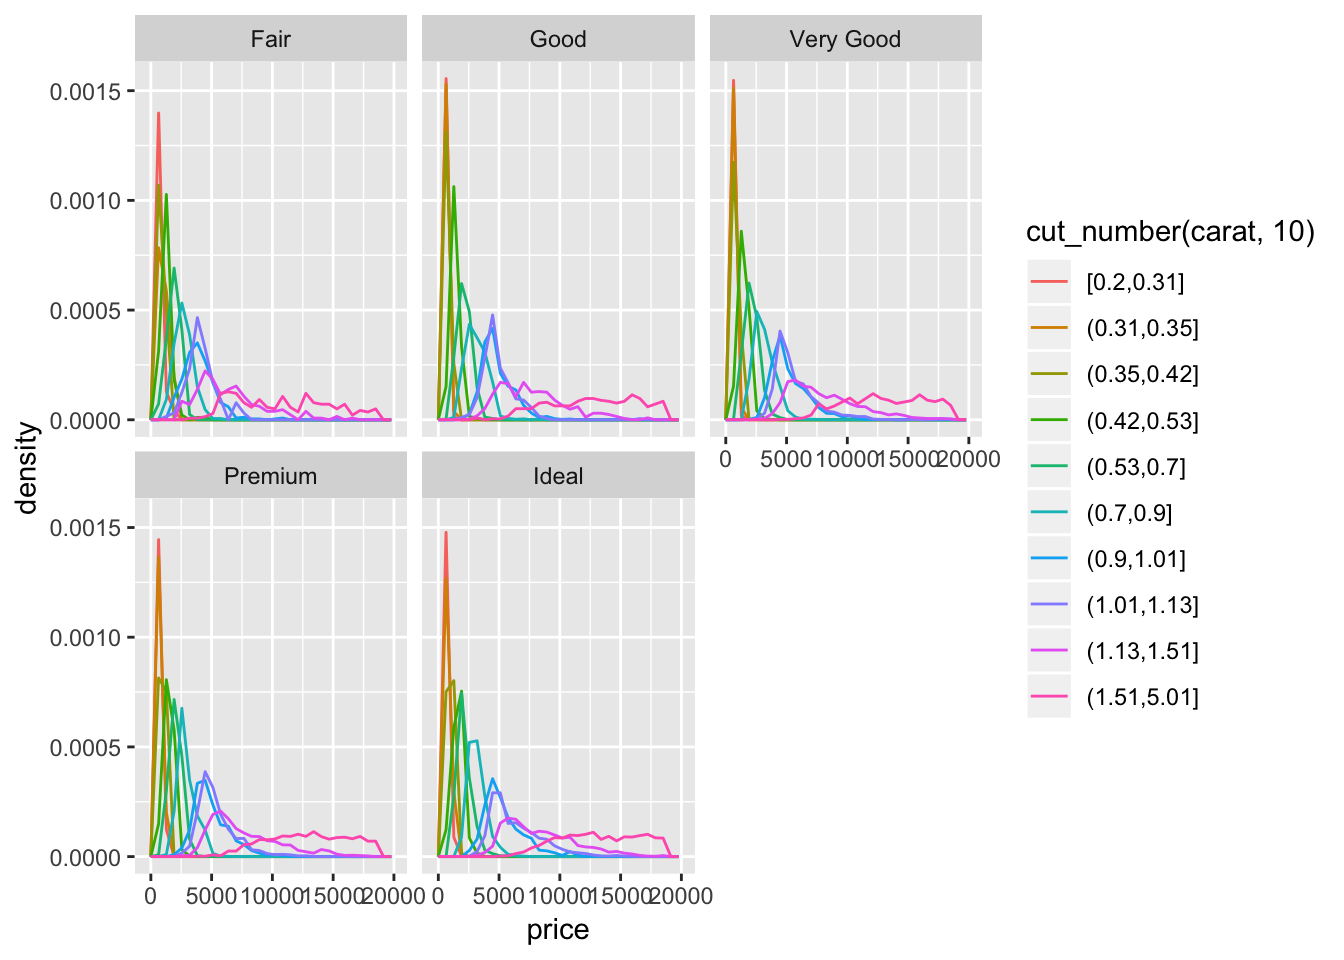 Fair
Good
Very Good
0.0015
0.0010
0.0005
0.0000
0 5000 10000 15000 20000
density
Premium
Ideal
0.0015
0.0010
0.0005
0.0000
0 5000 10000 15000 20000
0 5000 10000 15000 20000
price
cut_number(carat, 10)
[0.2,0.31]
(0.31,0.35]
(0.35,0.42]
(0.42,0.53]
(0.53,0.7]
(0.7,0.9]
(0.9,1.01]
(1.01,1.13]
(1.13,1.51]
(1.51,5.01]